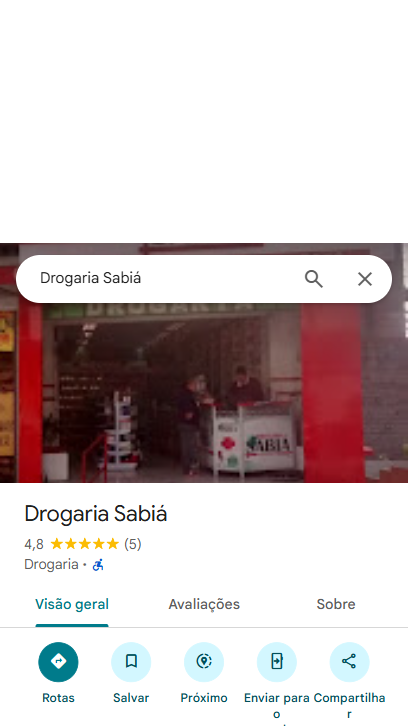 Drogaria Sabiá
DROGARIA
SABIÁ
Drogaria Sabiá
4,8 (5)
Drogaria •
Visão geral Avaliações Sobre
Rotas Salvar Próximo Enviar para o Compartilhar